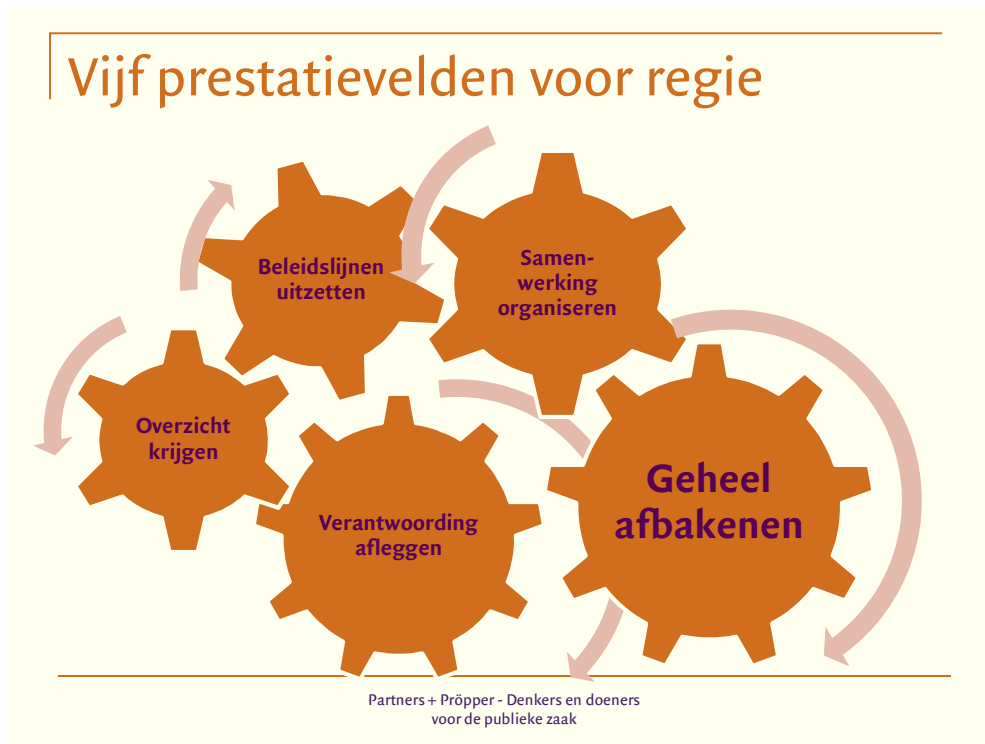 Vijf prestatievelden voor regie
Beleidslijnen
uitzetten
Samen-
werking
organiseren
Overzicht
krijgen
Verantwoording
afleggen
Geheel
afbakenen
Partners + Pröpper - Denkers en doeners
voor de publieke zaak